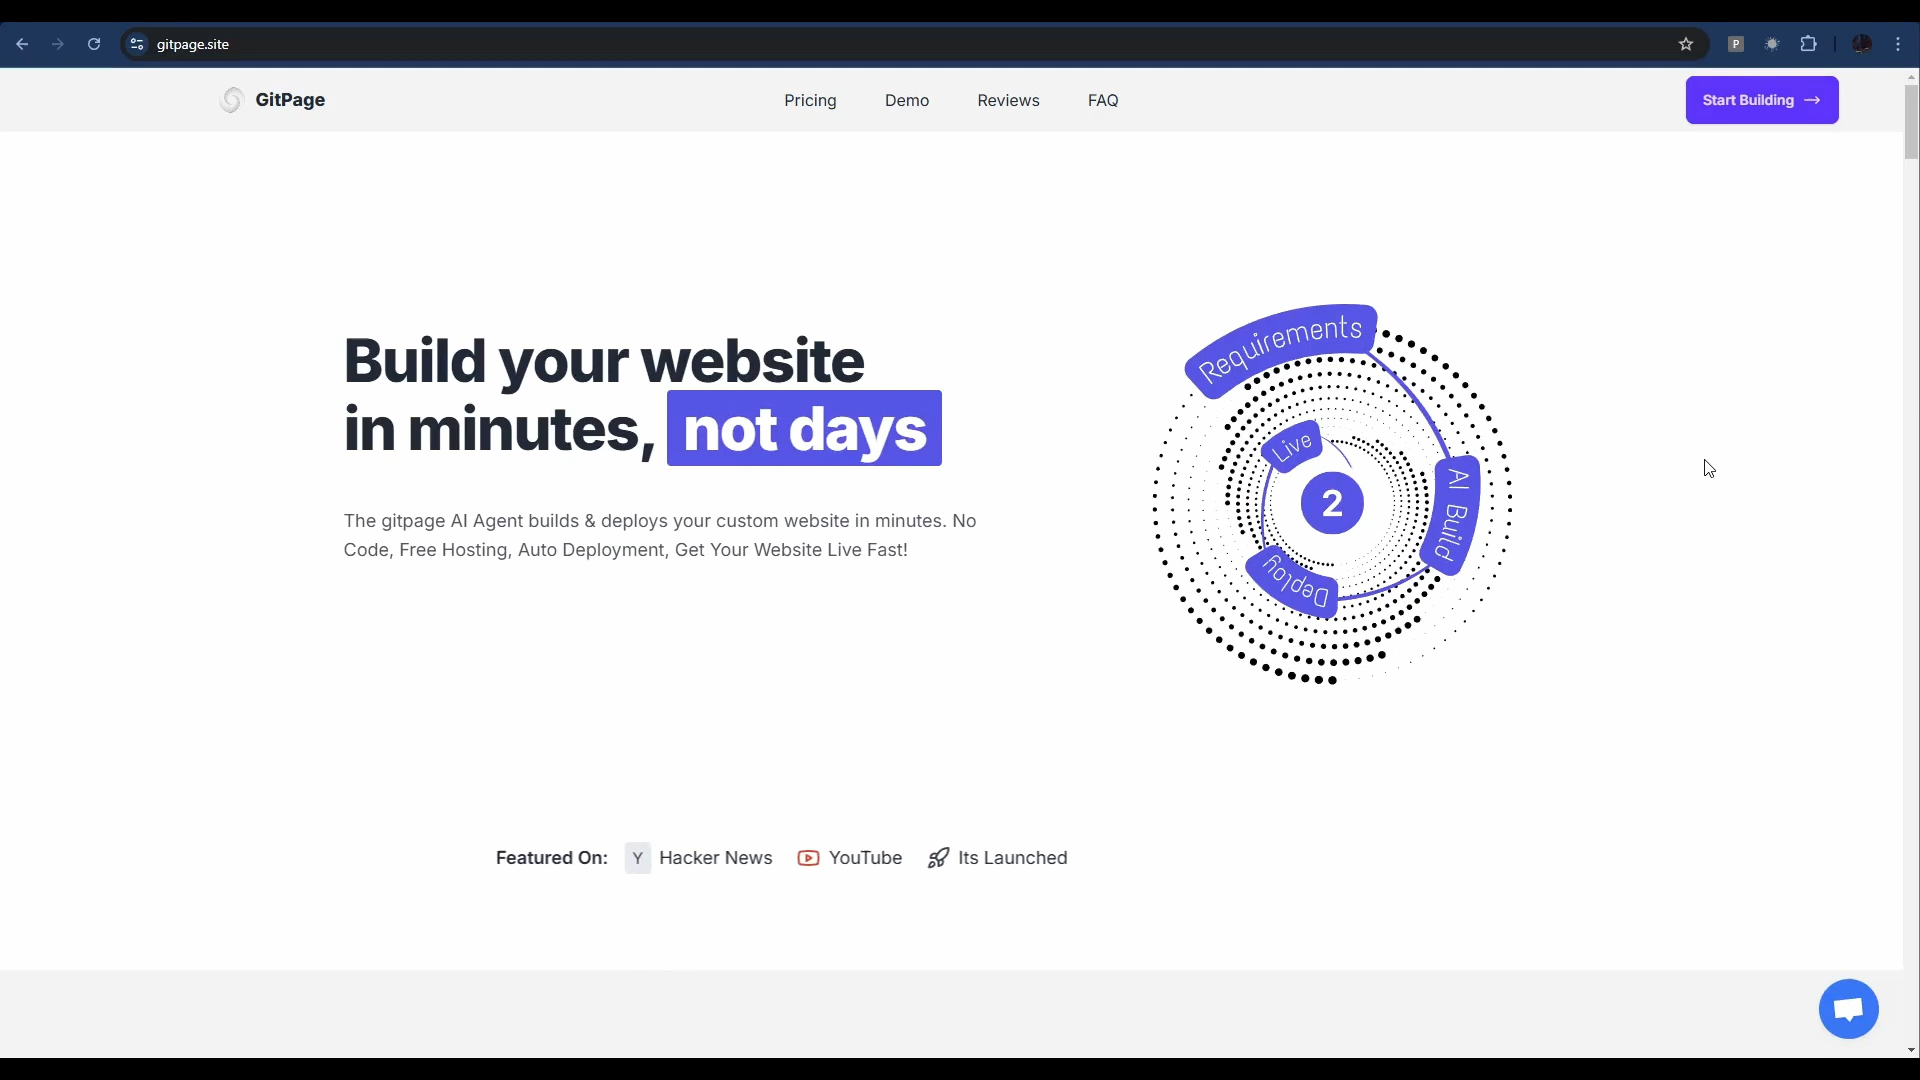 gitpage.site
P
GitPage
Pricing
Demo
Reviews
FAQ
Start Building
Build your website
in minutes, not days
The gitpage AI Agent builds & deploys your custom website in minutes. No
Code, Free Hosting, Auto Deployment, Get Your Website Live Fast!
Requirements
AI Build
Deploy
Live
2
Featured On:
Y Hacker News
YouTube
Its Launched